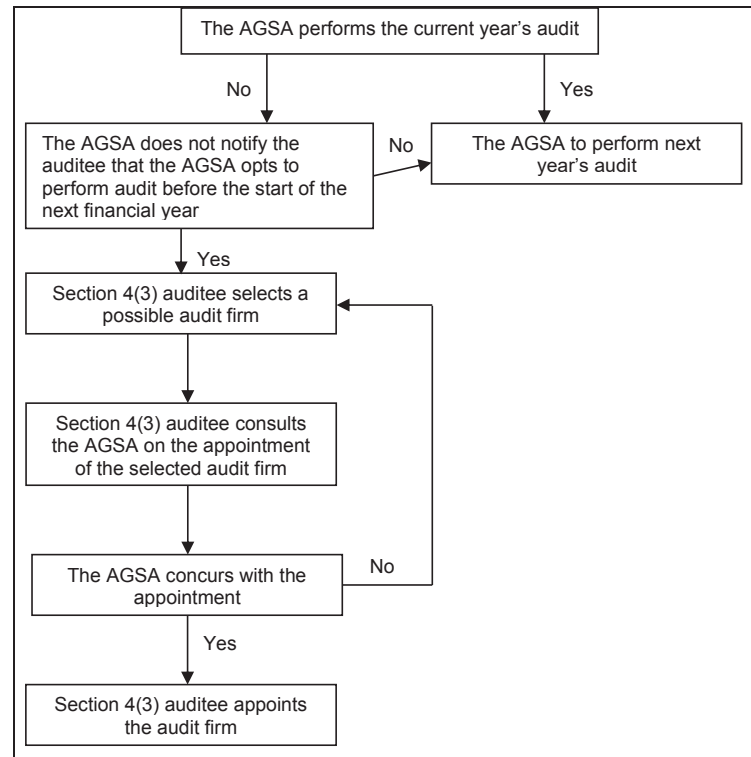 The AGSA performs the current year’s audit
No
Yes
The AGSA does not notify the
auditee that the AGSA opts to
perform audit before the start of the
next financial year
No
The AGSA to perform next
year’s audit
Yes
Section 4(3) auditee selects a
possible audit firm
Section 4(3) auditee consults
the AGSA on the appointment
of the selected audit firm
The AGSA concurs with the
appointment
No
Yes
Section 4(3) auditee appoints
the audit firm